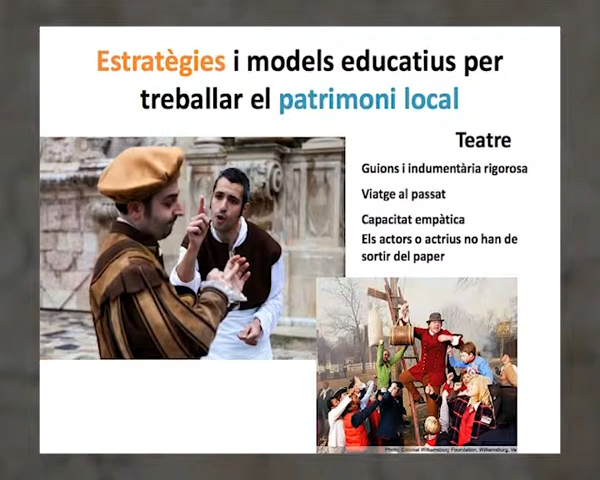 Estratègies i models educatius per
treballar el patrimoni local
Teatre
Guions i indumentària rigorosa
Viatge al passat
Capacitat empàtica
Els actors o actrius no han de
sortir del paper
Photo: Colonial Williamsburg Foundation, Williamsburg, Va